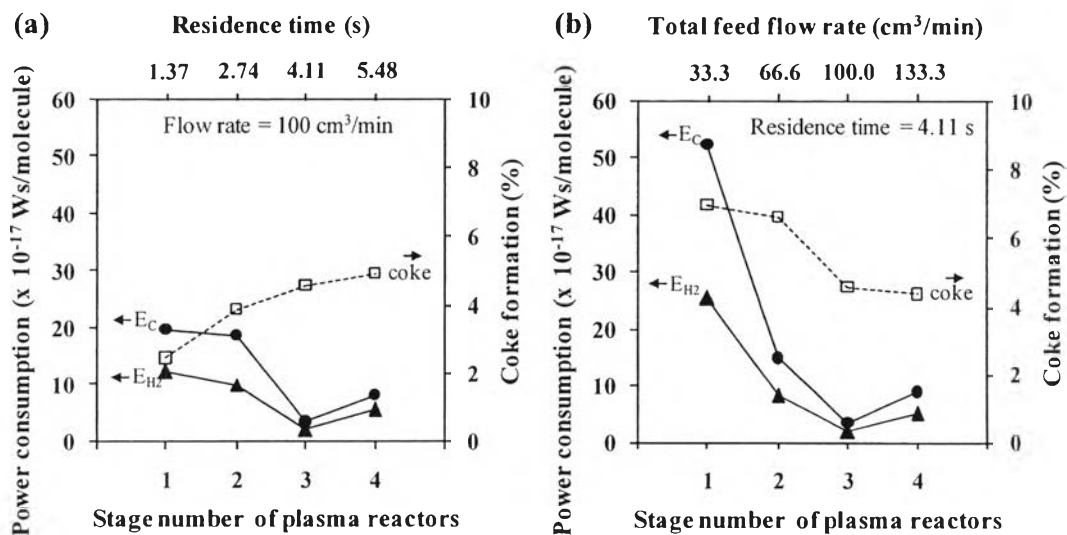 (a)
Residence time (s)
1.37 2.74 4.11 5.48
Power consumption (x 10⁻¹⁷ Ws/molecule)
60
50
40
30
20
10
0
Flow rate = 100 cm³/min
E_C
E_H2
coke
10
8
6
4
2
0
Coke formation (%)
1 2 3 4
Stage number of plasma reactors
(b)
Total feed flow rate (cm³/min)
33.3 66.6 100.0 133.3
Power consumption (x 10⁻¹⁷ Ws/molecule)
60
50
40
30
20
10
0
Residence time = 4.11 s
E_C
E_H2
coke
10
8
6
4
2
0
Coke formation (%)
1 2 3 4
Stage number of plasma reactors